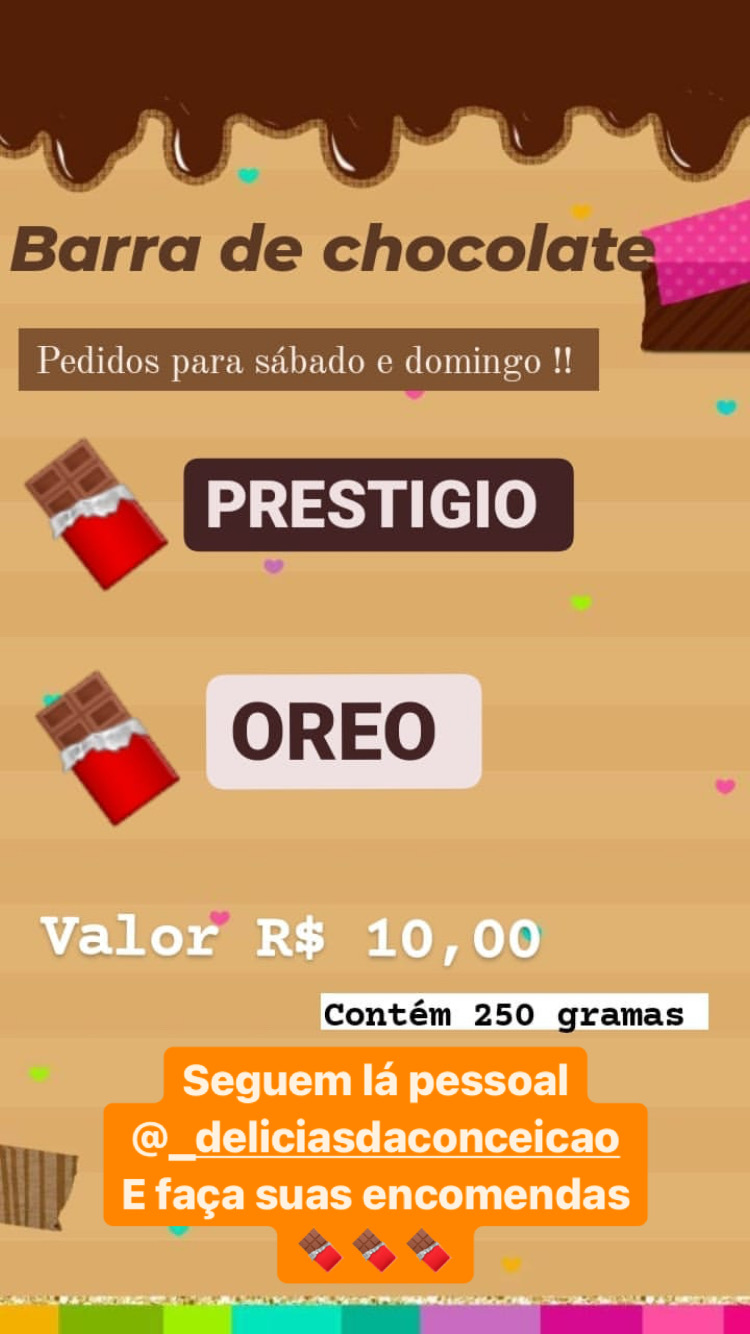 Barra de chocolate
Pedidos para sábado e domingo !!
PRESTIGIO
OREO
Valor R$ 10,00
Contém 250 gramas
Seguem lá pessoal
@_deliciasdaconceicao
E faça suas encomendas
🍫🍫🍫